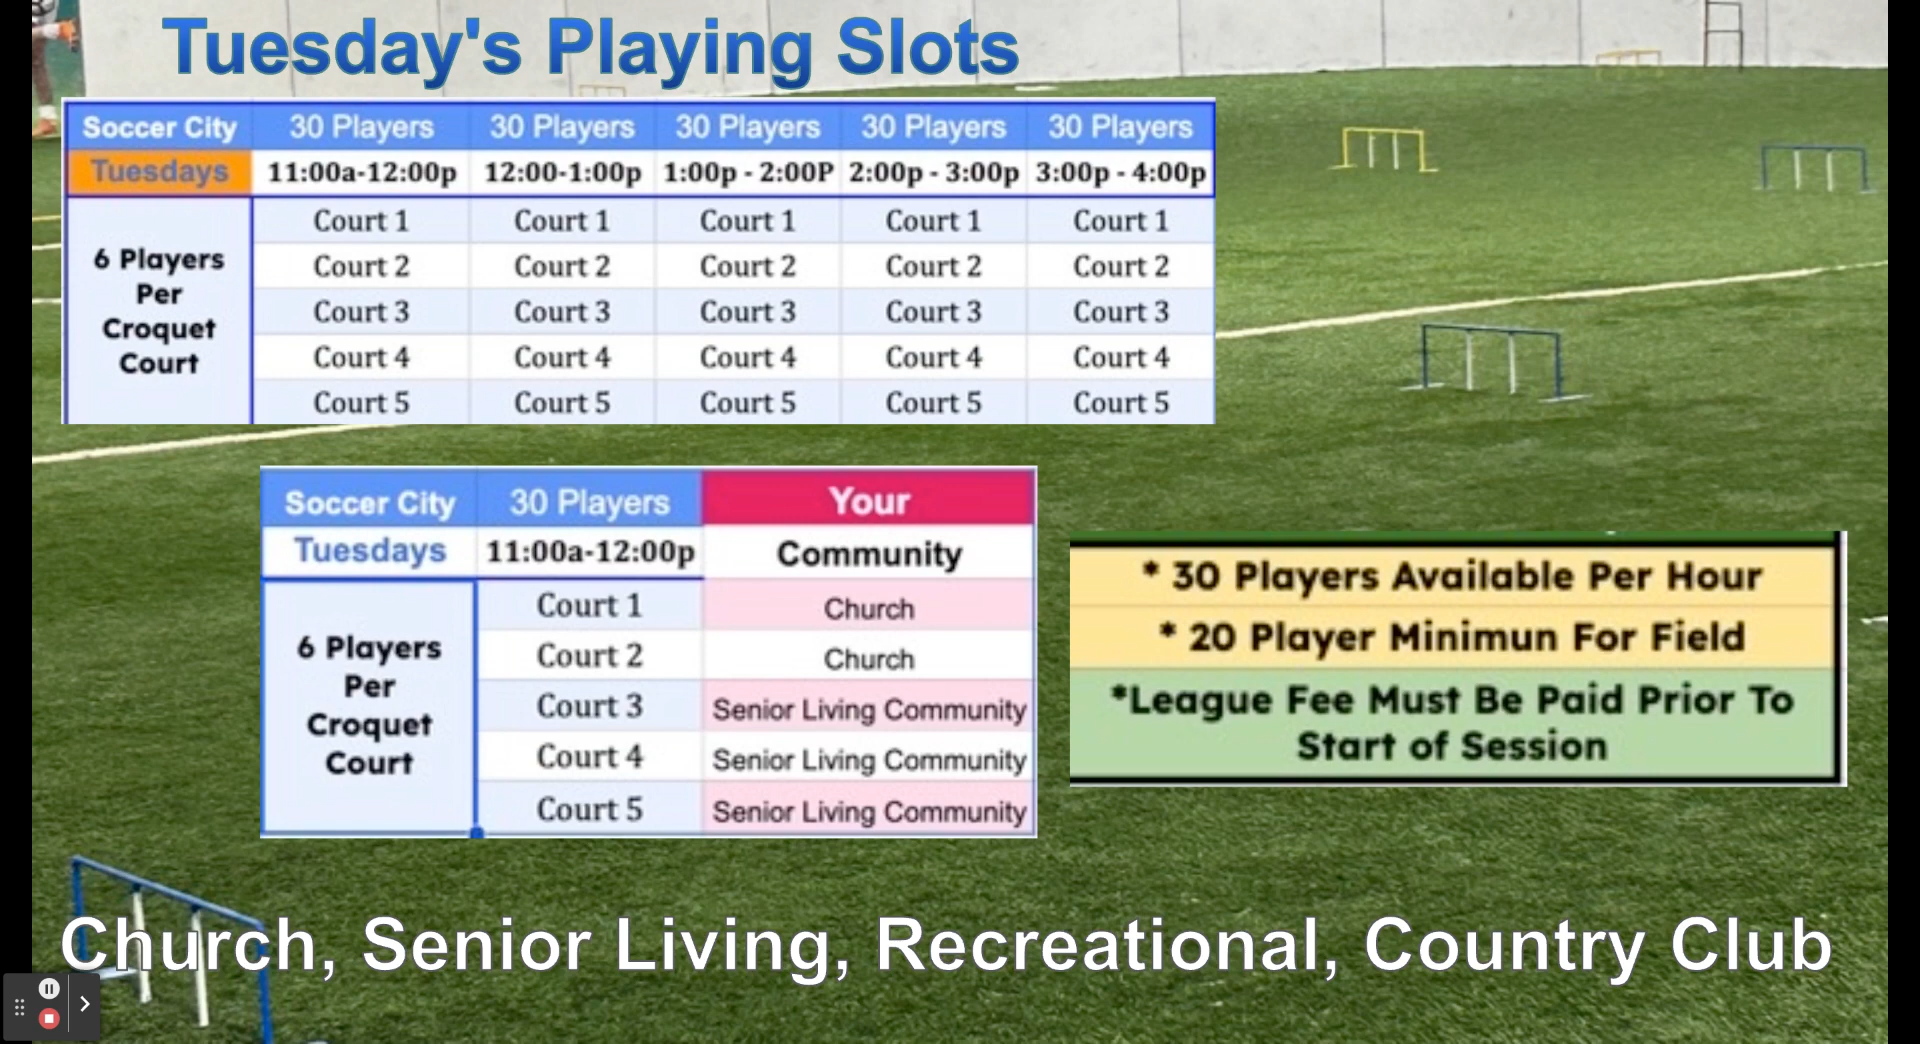 Tuesday's Playing Slots
Soccer City 30 Players 30 Players 30 Players 30 Players 30 Players
Tuesdays 11:00a-12:00p 12:00-1:00p 1:00p - 2:00P 2:00p - 3:00p 3:00p - 4:00p
6 Players
Per
Croquet
Court
Court 1 Court 1 Court 1 Court 1 Court 1
Court 2 Court 2 Court 2 Court 2 Court 2
Court 3 Court 3 Court 3 Court 3 Court 3
Court 4 Court 4 Court 4 Court 4 Court 4
Court 5 Court 5 Court 5 Court 5 Court 5
Soccer City 30 Players Your
Tuesdays 11:00a-12:00p Community
6 Players
Per
Croquet
Court
Court 1 Church
Court 2 Church
Court 3 Senior Living Community
Court 4 Senior Living Community
Court 5 Senior Living Community
* 30 Players Available Per Hour
* 20 Player Minimun For Field
*League Fee Must Be Paid Prior To
Start of Session
Church, Senior Living, Recreational, Country Club